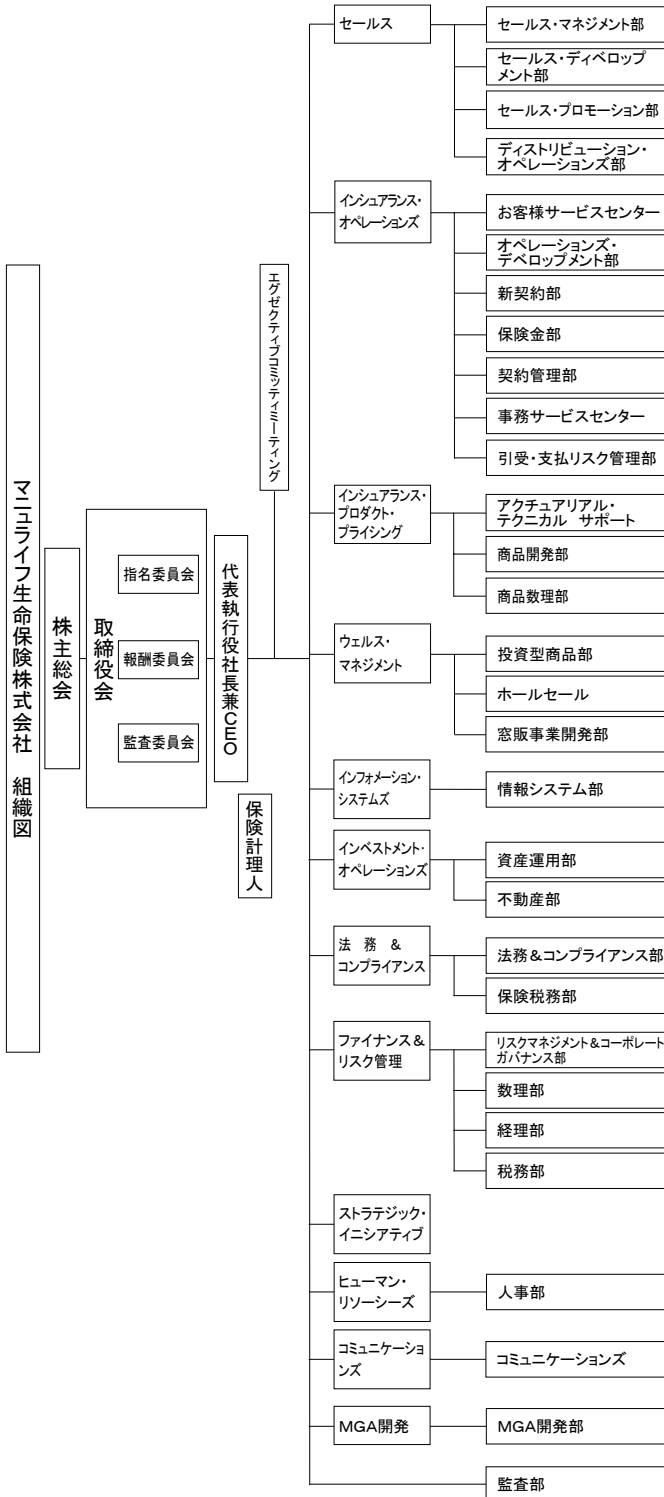 マニュライフ生命保険株式会社　組織図
株主総会
取締役会
指名委員会
報酬委員会
監査委員会
代表執行役社長兼CEO
保険計理人
エグゼクティブコミッティミーティング
セールス
セールス・マネジメント部
セールス・ディベロップ
メント部
セールス・プロモーション部
ディストリビューション・
オペレーションズ部
インシュアランス・
オペレーションズ
お客様サービスセンター
オペレーションズ・
デベロップメント部
新契約部
保険金部
契約管理部
事務サービスセンター
引受・支払リスク管理部
インシュアランス・
プロダクト・
プライシング
アクチュアリアル・
テクニカル　サポート
商品開発部
商品数理部
ウェルス・
マネジメント
投資型商品部
ホールセール
窓販事業開発部
インフォメーション・
システムズ
情報システム部
インベストメント・
オペレーションズ
資産運用部
不動産部
法　務　＆
コンプライアンス
法務＆コンプライアンス部
保険税務部
ファイナンス＆
リスク管理
リスクマネジメント＆コーポレート
ガバナンス部
数理部
経理部
税務部
ストラテジック・
イニシアティブ
ヒューマン・
リソーシーズ
人事部
コミュニケーショ
ンズ
コミュニケーションズ
MGA開発
MGA開発部
監査部